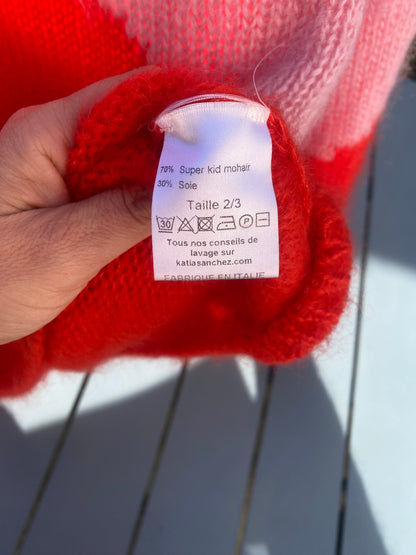 70% Super kid mohair
30% Soie
Taille 2/3
30 P
Tous nos conseils de
lavage sur
katiasanchez.com
FABRIQUE EN ITALIE